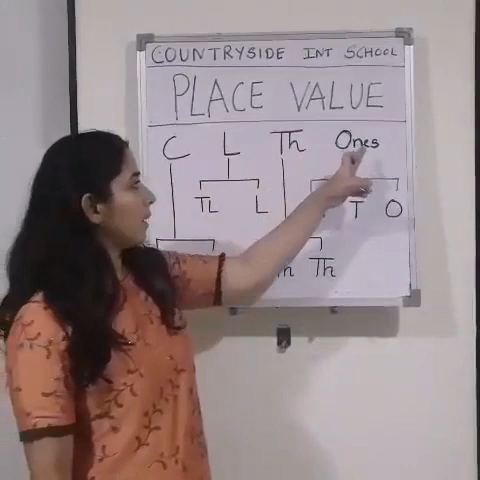 COUNTRYSIDE INT SCHOOL
PLACE VALUE
C L Th Ones
TL L T O
Th